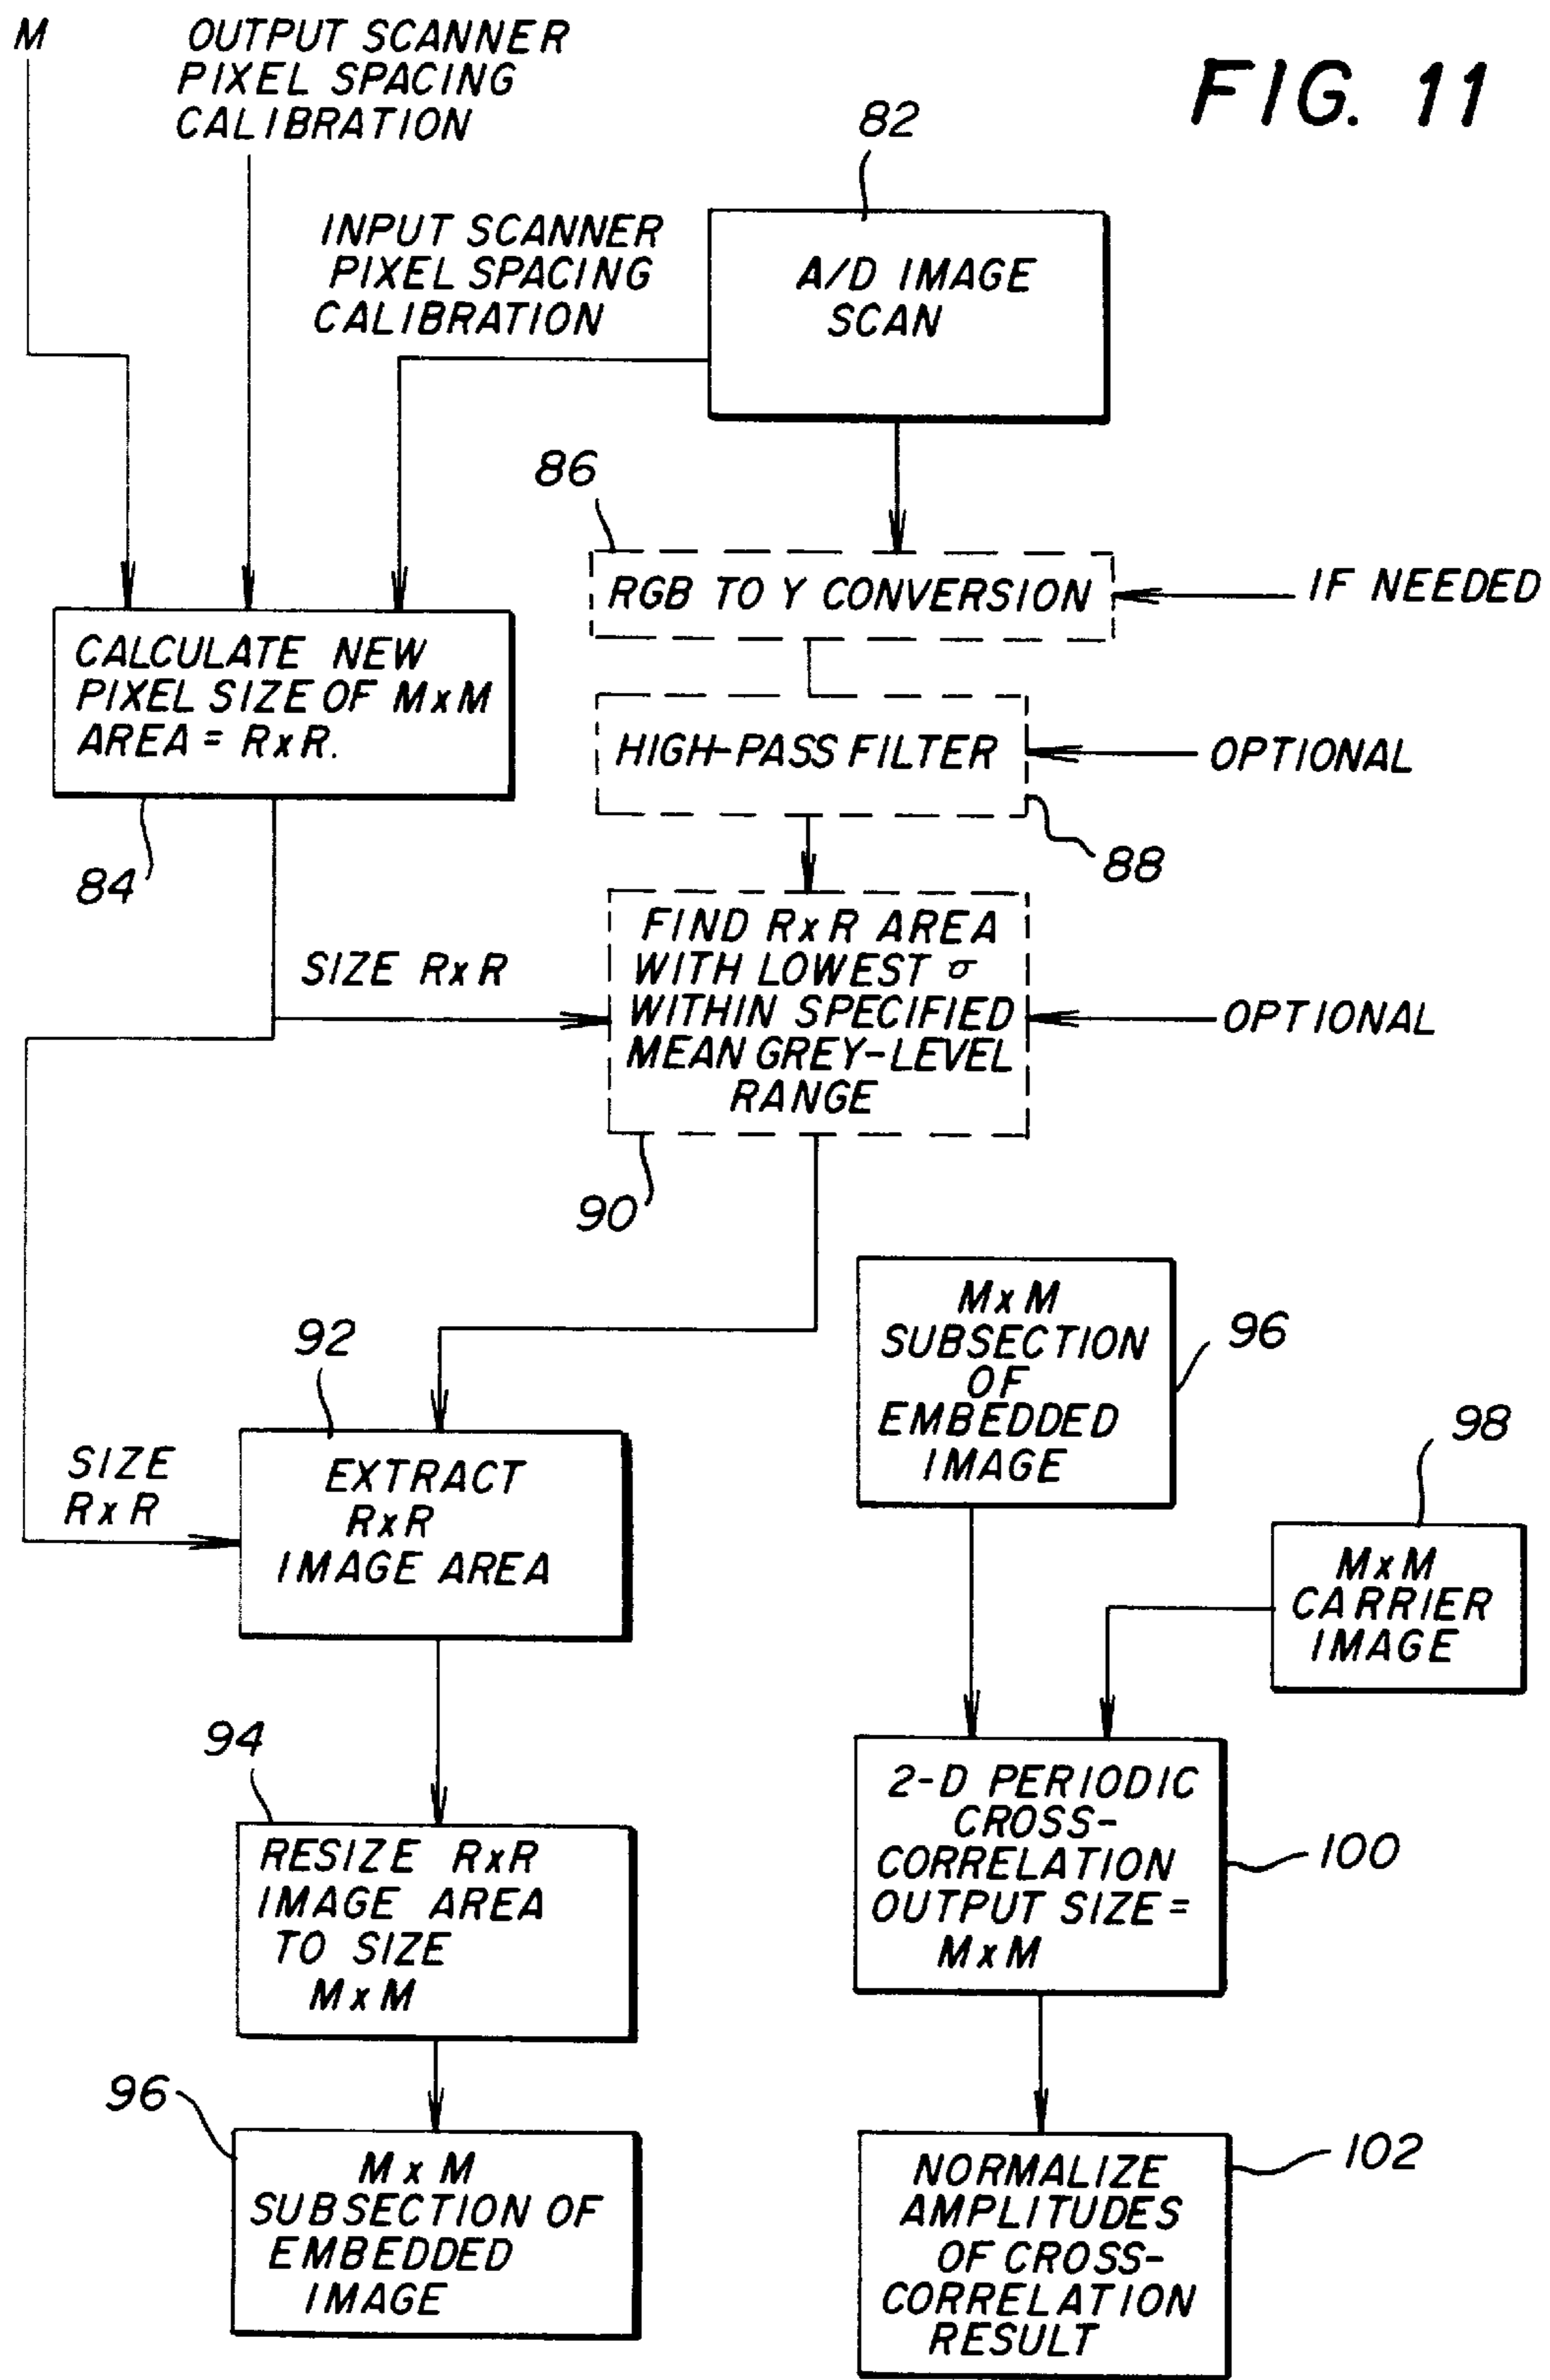 M
OUTPUT SCANNER
PIXEL SPACING
CALIBRATION
FIG. 11
82
INPUT SCANNER
PIXEL SPACING
CALIBRATION
A/D IMAGE
SCAN
86
RGB TO Y CONVERSION
IF NEEDED
CALCULATE NEW
PIXEL SIZE OF MxM
AREA = RxR.
84
HIGH-PASS FILTER
OPTIONAL
88
SIZE RxR
FIND RxR AREA
WITH LOWEST σ
WITHIN SPECIFIED
MEAN GREY-LEVEL
RANGE
OPTIONAL
90
92
SIZE
RxR
EXTRACT
RxR
IMAGE AREA
94
RESIZE RxR
IMAGE AREA
TO SIZE
MxM
96
MxM
SUBSECTION OF
EMBEDDED
IMAGE
MxM
SUBSECTION
OF
EMBEDDED
IMAGE
96
98
MxM
CARRIER
IMAGE
2-D PERIODIC
CROSS-
CORRELATION
OUTPUT SIZE =
MxM
100
NORMALIZE
AMPLITUDES
OF CROSS-
CORRELATION
RESULT
102